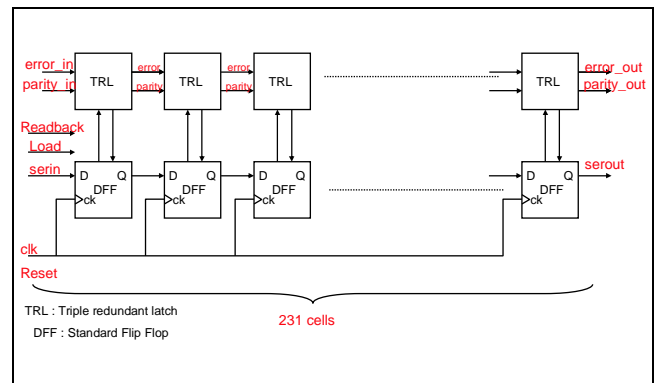 error_in
error
error
error_out
TRL
TRL
TRL
TRL
parity_in
parity
parity
parity_out
Readback
Load
serin
D
Q
D
Q
D
Q
D
Q
serout
DFF
DFF
DFF
DFF
ck
ck
ck
ck
clk
Reset
TRL : Triple redundant latch
231 cells
DFF : Standard Flip Flop